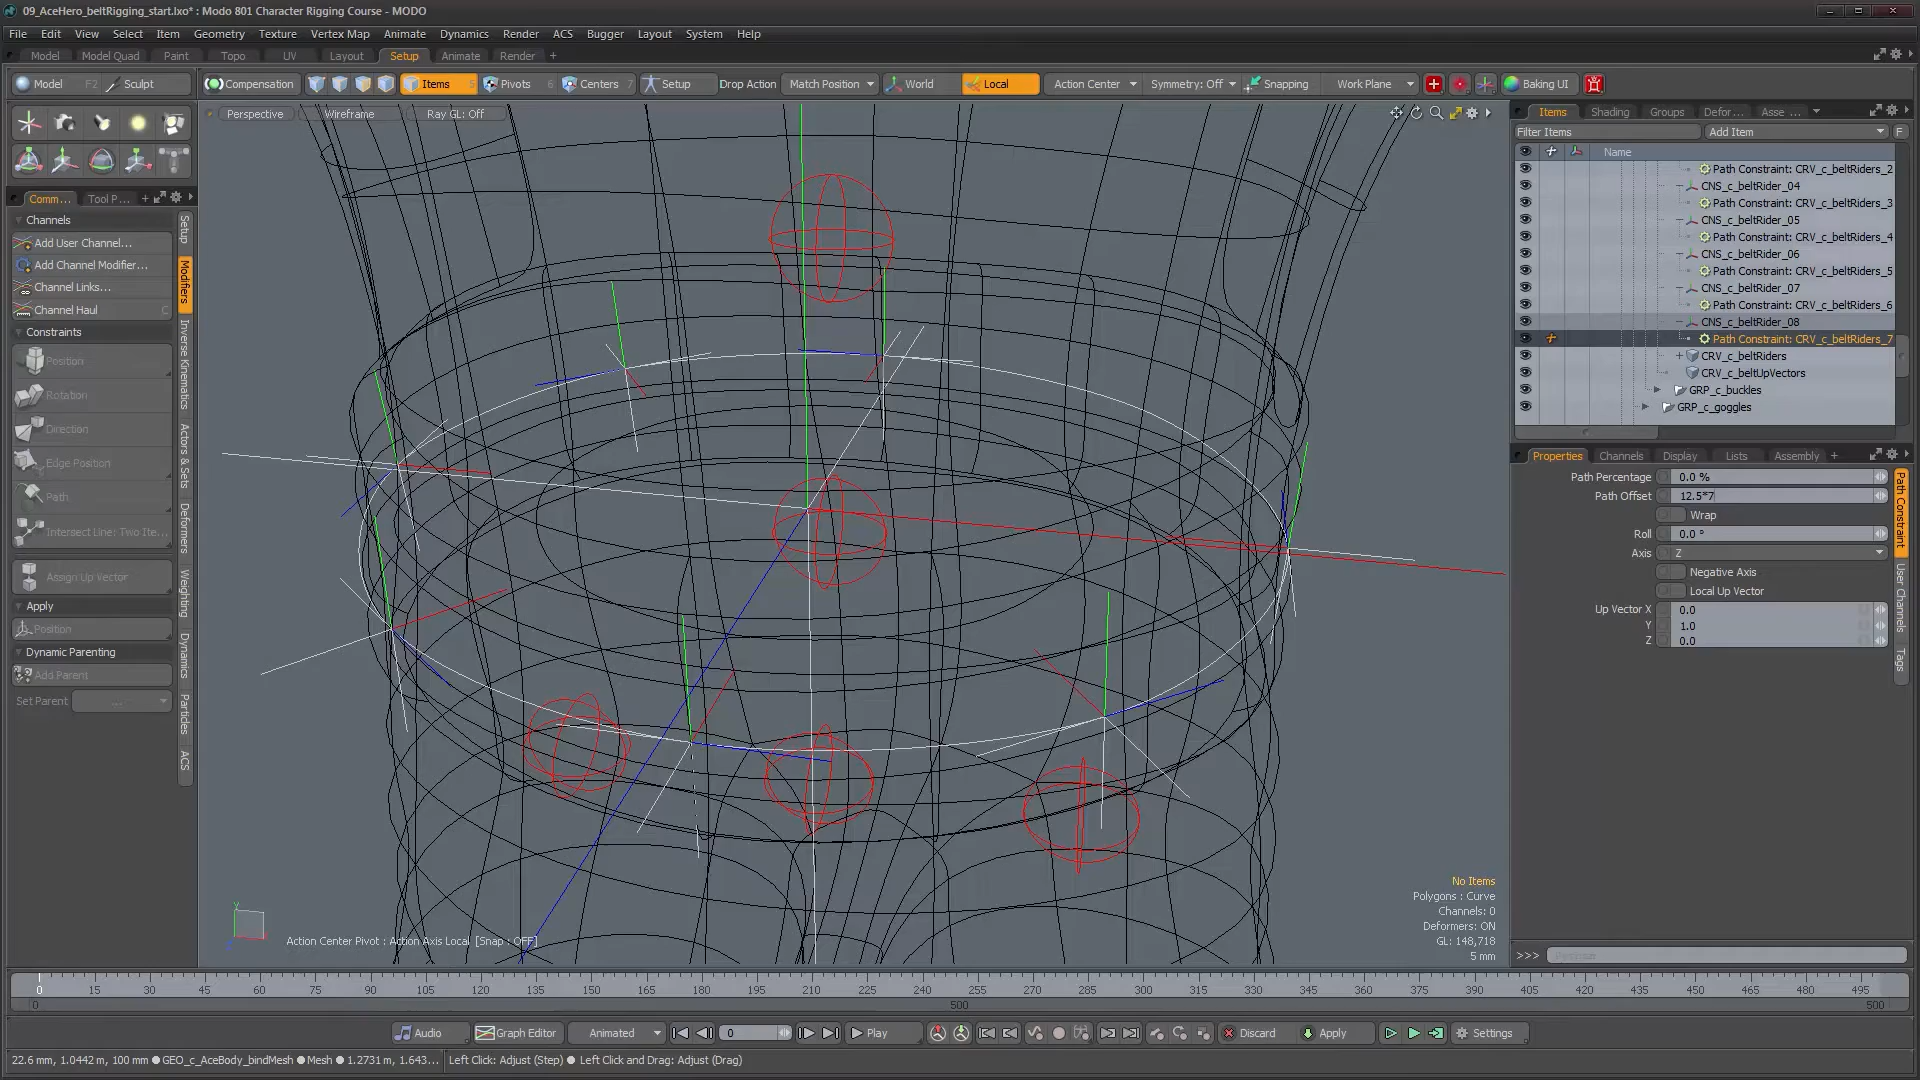 09_AceHero_beltRigging_start.lxo* : Modo 801 Character Rigging Course - MODO
File Edit View Select Item Geometry Texture Vertex Map Animate Dynamics Render ACS Bugger Layout System Help
Model Model Quad Paint Topo UV Layout Setup Animate Render
Model F2 Sculpt Compensation Items 5 Pivots 6 Centers 7 Setup Drop Action Match Position World Local Action Center Symmetry: Off Snapping Work Plane Baking UI
Perspective Wireframe Ray GL: Off
Items Shading Groups Defor ... Asse ...
Filter Items Add Item F
Name
Path Constraint: CRV_c_beltRiders_2
CNS_c_beltRider_04
Path Constraint: CRV_c_beltRiders_3
CNS_c_beltRider_05
Path Constraint: CRV_c_beltRiders_4
CNS_c_beltRider_06
Path Constraint: CRV_c_beltRiders_5
CNS_c_beltRider_07
Path Constraint: CRV_c_beltRiders_6
CNS_c_beltRider_08
Path Constraint: CRV_c_beltRiders_7
CRV_c_beltRiders
CRV_c_beltUpVectors
GRP_c_buckles
GRP_c_goggles
Comm... Tool P...
Channels
Add User Channel...
Add Channel Modifier...
Channel Links...
Channel Haul C
Constraints
Position
Rotation
Direction
Edge Position
Path
Intersect Line: Two Ite...
Assign Up Vector
Apply
Position
Dynamic Parenting
Add Parent
Set Parent ...
Setup
Modifiers
Inverse Kinematics
Actors & Sets
Deformers
Weighting
Dynamics
Particles
ACS
Properties Channels Display Lists Assembly
Path Percentage 0.0 %
Path Offset 12.5*7
Wrap
Roll 0.0 °
Axis Z
Negative Axis
Local Up Vector
Up Vector X 0.0
Y 1.0
Z 0.0
Path Constraint
User Channels
Tags
No Items
Polygons : Curve
Channels: 0
Deformers: ON
GL: 148,718
5 mm
Action Center Pivot : Action Axis Local [Snap : OFF]
>>>
0 15 30 45 60 75 90 105 120 135 150 165 180 195 210 225 240 255 270 285 300 315 330 345 360 375 390 405 420 435 450 465 480 495
0 500 500
Audio Graph Editor Animated 0 Play Discard Apply Settings
22.6 mm, 1.0442 m, 100 mm GEO_c_AceBody_bindMesh Mesh 1.2731 m, 1.643... Left Click: Adjust (Step) Left Click and Drag: Adjust (Drag)